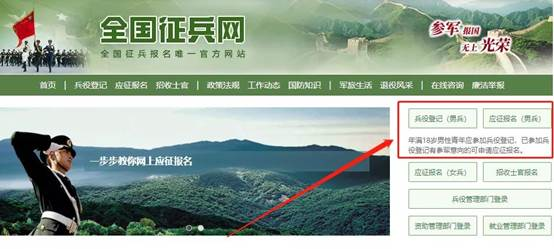 全国征兵网
全国征兵报名唯一官方网站
参军报国
无上光荣
首页 兵役登记 应征报名 招收士官 政策法规 工作动态 国防知识 军旅生活 退役风采 在线咨询 廉洁举报
一步步教你网上应征报名
兵役登记（男兵） 应征报名（男兵）
年满18岁男性青年应参加兵役登记，已参加兵
役登记有参军意向的可申请应征报名。
应征报名（女兵） 招收士官报名
兵役管理部门登录
资助管理部门登录 就业管理部门登录